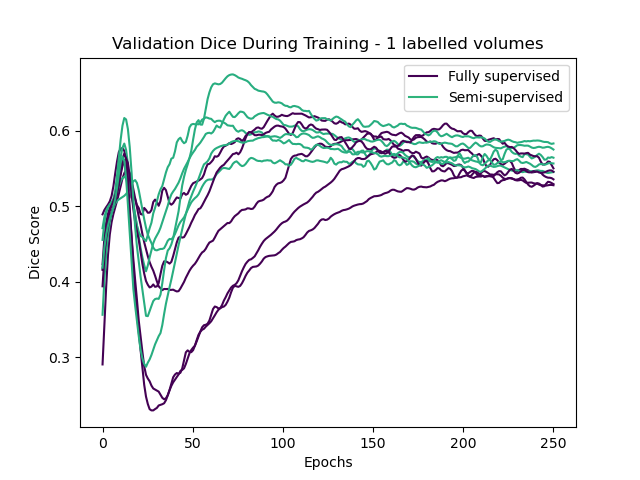 Validation Dice During Training - 1 labelled volumes
Fully supervised
Semi-supervised
0.6
0.5
0.4
0.3
Dice Score
0 50 100 150 200 250
Epochs